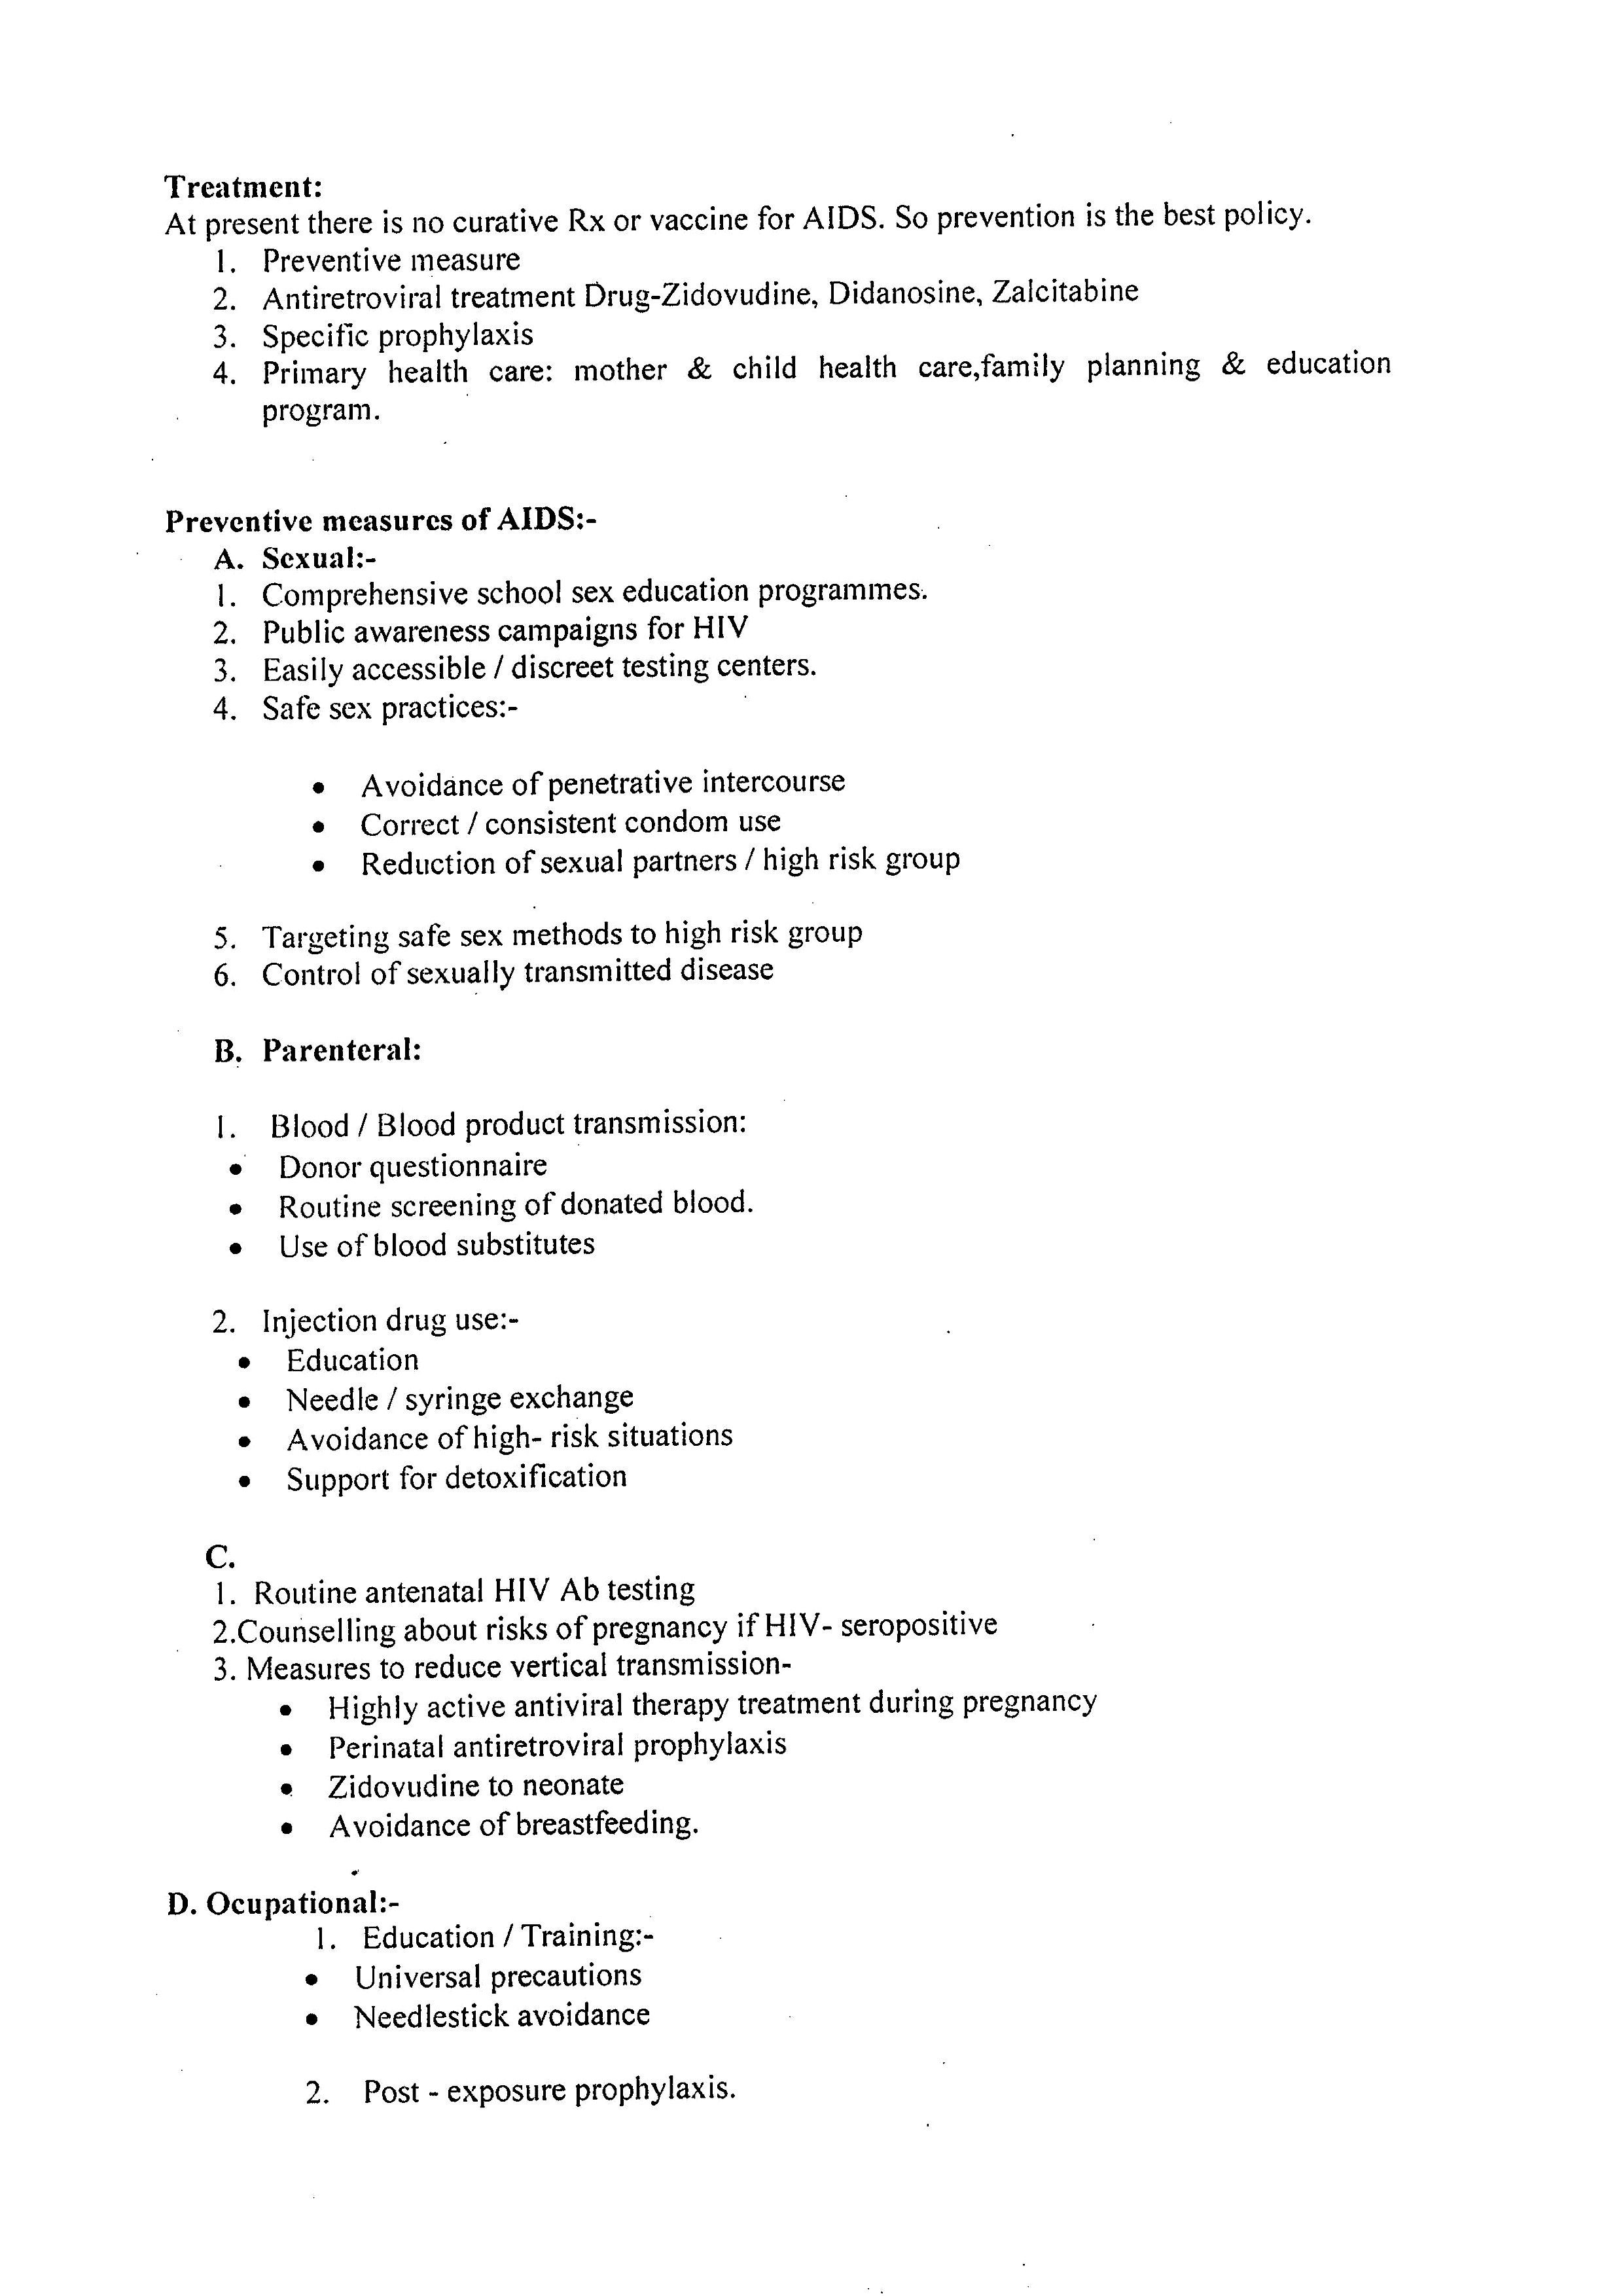 Treatment:
At present there is no curative Rx or vaccine for AIDS. So prevention is the best policy.
1. Preventive measure
2. Antiretroviral treatment Drug-Zidovudine, Didanosine, Zalcitabine
3. Specific prophylaxis
4. Primary health care: mother & child health care,family planning & education
program.
Preventive measures of AIDS:-
A. Sexual:-
1. Comprehensive school sex education programmes.
2. Public awareness campaigns for HIV
3. Easily accessible / discreet testing centers.
4. Safe sex practices:-
• Avoidance of penetrative intercourse
• Correct / consistent condom use
• Reduction of sexual partners / high risk group
5. Targeting safe sex methods to high risk group
6. Control of sexually transmitted disease
B. Parenteral:
1. Blood / Blood product transmission:
• Donor questionnaire
• Routine screening of donated blood.
• Use of blood substitutes
2. Injection drug use:-
• Education
• Needle / syringe exchange
• Avoidance of high- risk situations
• Support for detoxification
C.
1. Routine antenatal HIV Ab testing
2.Counselling about risks of pregnancy if HIV- seropositive
3. Measures to reduce vertical transmission-
• Highly active antiviral therapy treatment during pregnancy
• Perinatal antiretroviral prophylaxis
• Zidovudine to neonate
• Avoidance of breastfeeding.
D. Ocupational:-
1. Education / Training:-
• Universal precautions
• Needlestick avoidance
2. Post - exposure prophylaxis.